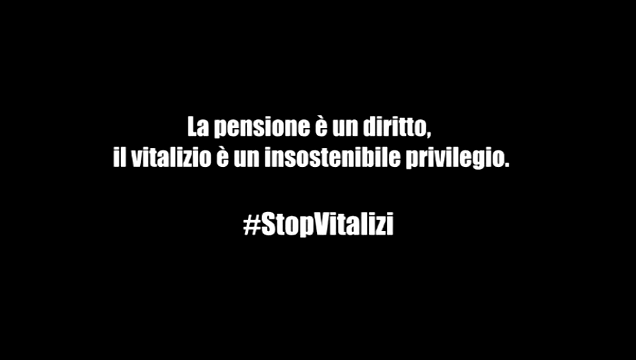 La pensione è un diritto,
il vitalizio è un insostenibile privilegio.
#StopVitalizi